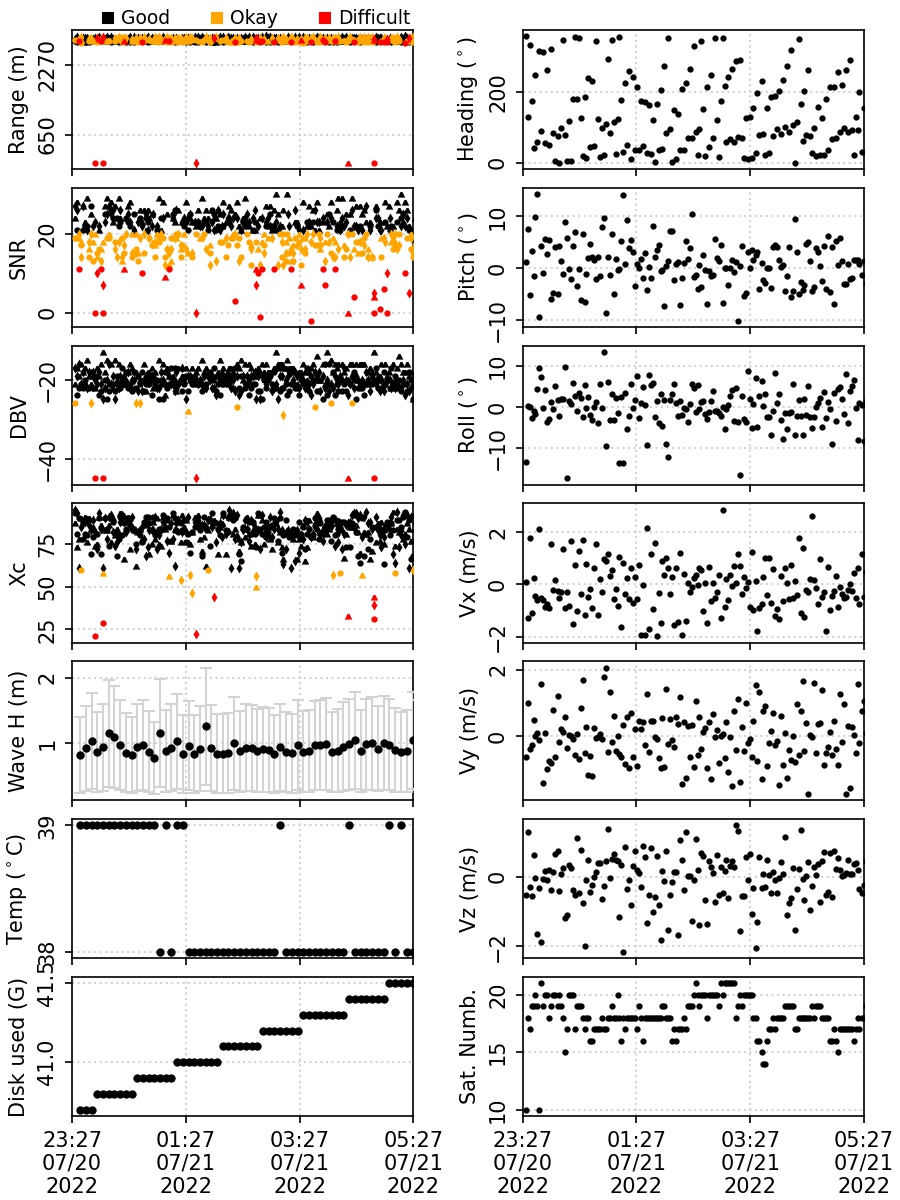 Good Okay Difficult
Range (m)
2270
650
Heading (°)
200
0
SNR
20
0
Pitch (°)
10
0
−10
DBV
−20
−40
Roll (°)
10
0
−10
Xc
75
50
25
Vx (m/s)
2
0
−2
Wave H (m)
2
1
Vy (m/s)
2
0
Temp (°C)
39
38
Vz (m/s)
0
−2
Disk used (G)
41.5
41.0
Sat. Numb.
20
15
10
23:27 01:27 03:27 05:27 23:27 01:27 03:27 05:27
07/20 07/21 07/21 07/21 07/20 07/21 07/21 07/21
2022 2022 2022 2022 2022 2022 2022 2022